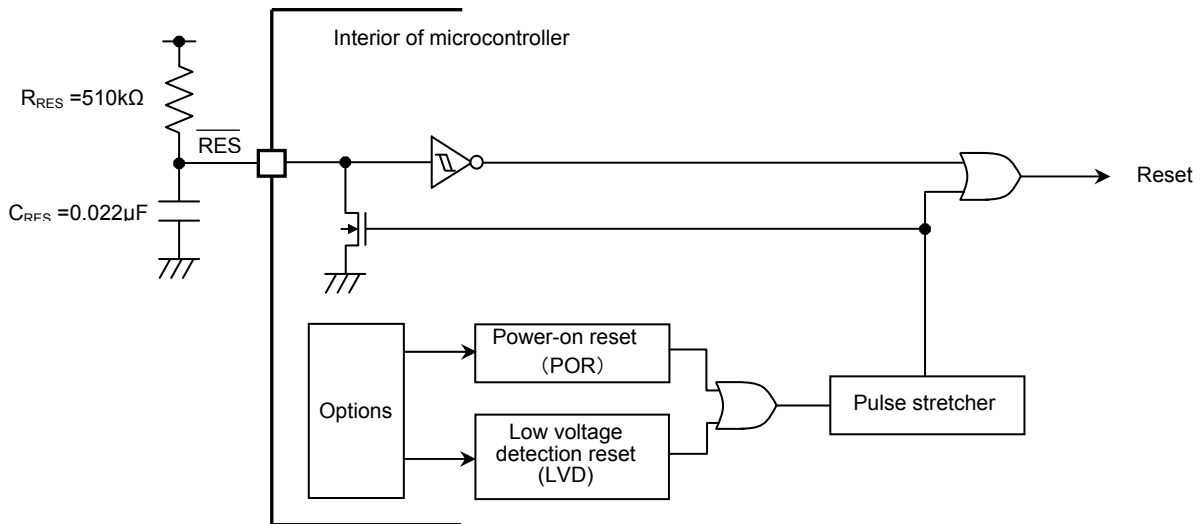 Interior of microcontroller
RRES =510kΩ
RES
CRES =0.022μF
Reset
Options
Power-on reset
（POR）
Low voltage
detection reset
(LVD)
Pulse stretcher